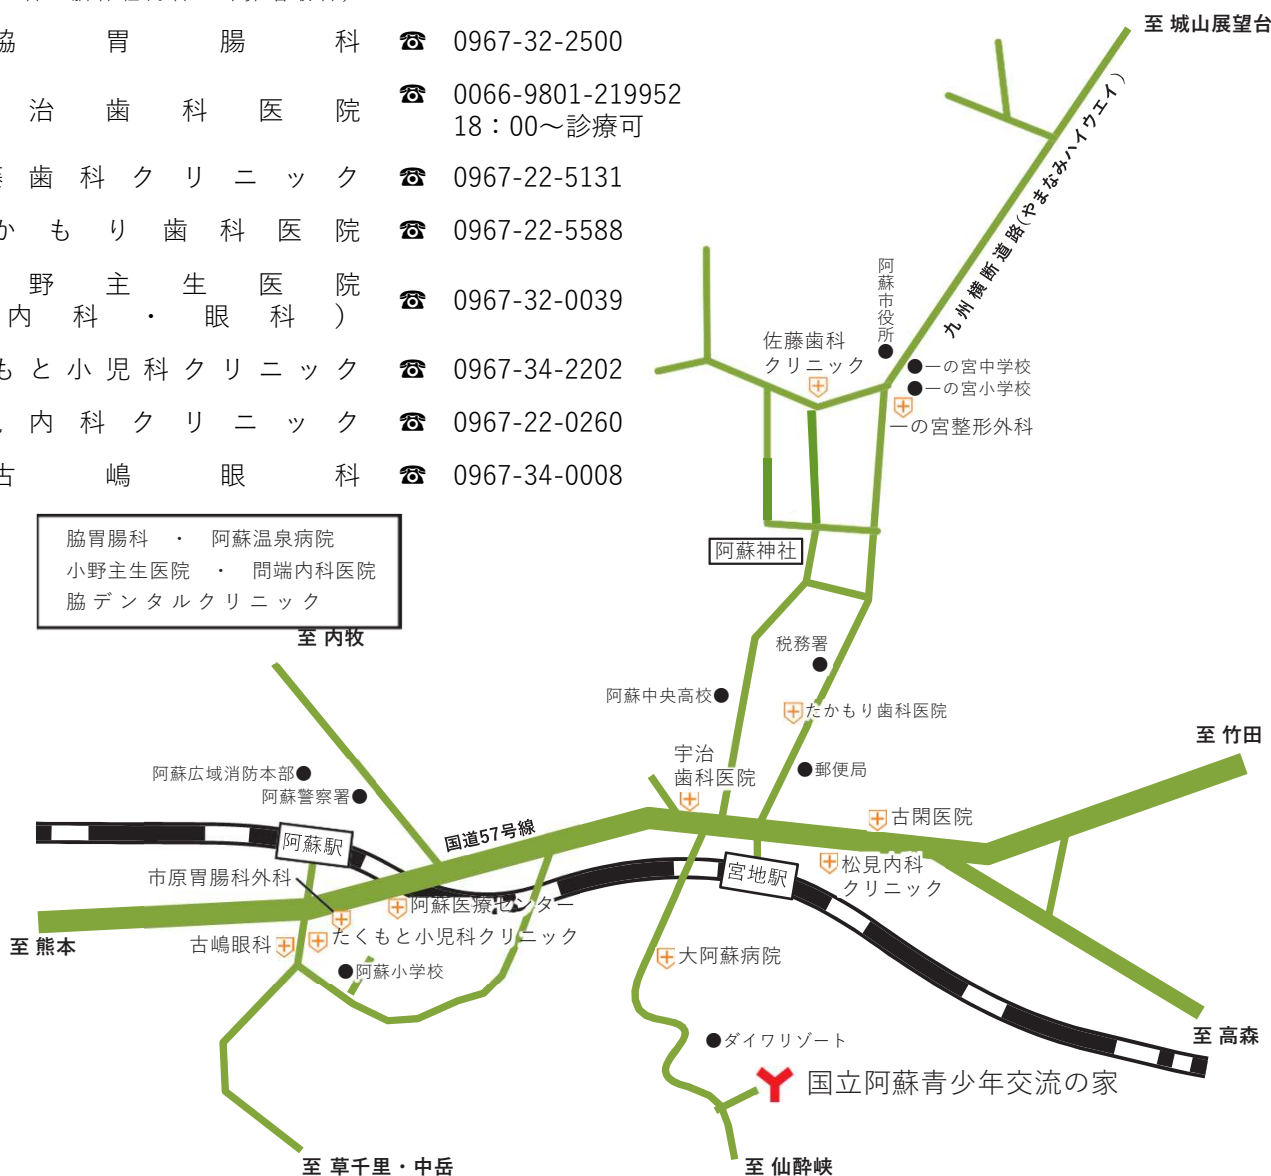 脇胃腸科 ☎ 0967-32-2500
治歯科医院 ☎ 0066-9801-219952
18：00～診療可
歯科クリニック ☎ 0967-22-5131
かもり歯科医院 ☎ 0967-22-5588
野主生医院
内科・眼科） ☎ 0967-32-0039
もと小児科クリニック ☎ 0967-34-2202
内科クリニック ☎ 0967-22-0260
古嶋眼科 ☎ 0967-34-0008
脇胃腸科 ・ 阿蘇温泉病院
小野主生医院 ・ 問端内科医院
脇デンタルクリニック
至 城山展望台
九州横断道路(やまなみハイウエイ)
阿蘇市役所
佐藤歯科
クリニック
一の宮中学校
一の宮小学校
一の宮整形外科
阿蘇神社
至 内牧
税務署
阿蘇中央高校
たかもり歯科医院
至 竹田
宇治
歯科医院
郵便局
阿蘇広域消防本部
阿蘇警察署
国道57号線
古閑医院
阿蘇駅
松見内科
クリニック
宮地駅
市原胃腸科外科
阿蘇医療センター
至 熊本
古嶋眼科
たくもと小児科クリニック
大阿蘇病院
阿蘇小学校
至 高森
ダイワリゾート
国立阿蘇青少年交流の家
至 草千里・中岳
至 仙酔峡